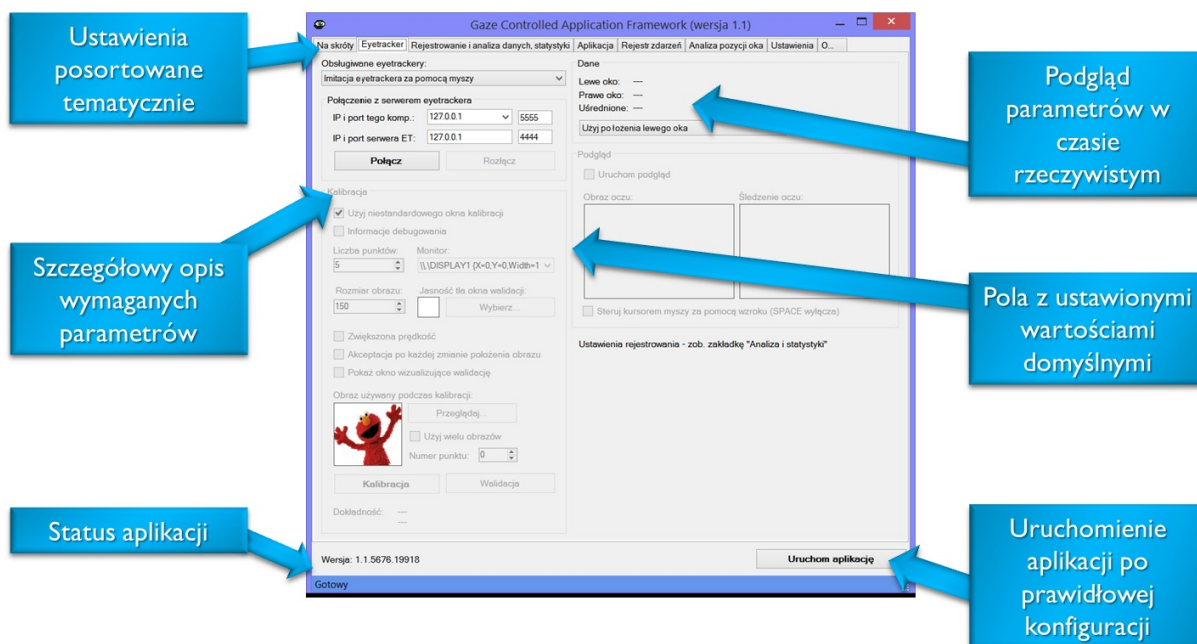 Ustawienia
posortowane
tematycznie
Szczegółowy opis
wymaganych
parametrów
Status aplikacji
Gaze Controlled Application Framework (wersja 1.1)
Na skróty Eyetracker Rejestrowanie i analiza danych, statystyki Aplikacja Rejestr zdarzeń Analiza pozycji oka Ustawienia O...
Obsługiwane eyetrackery:
Imitacja eyetrackera za pomocą myszy
Połączenie z serwerem eyetrackera
IP i port tego komp.: 127.0.0.1 5555
IP i port serwera ET: 127.0.0.1 4444
Połącz Rozłącz
Kalibracja
Użyj niestandardowego okna kalibracji
Informacje debugowania
Liczba punktów: Monitor:
5 \\.\DISPLAY1 {X=0,Y=0,Width=1
Rozmiar obrazu: Jasność tła okna walidacji:
150 Wybierz...
Zwiększona prędkość
Akceptacja po każdej zmianie położenia obrazu
Pokaż okno wizualizujące walidację
Obraz używany podczas kalibracji:
Przeglądaj...
Użyj wielu obrazów
Numer punktu: 0
Kalibracja Walidacja
Dokładność: ---
---
Dane
Lewe oko: ---
Prawe oko: ---
Uśrednione: ---
Użyj położenia lewego oka
Podgląd
Uruchom podgląd
Obraz oczu: Śledzenie oczu:
Steruj kursorem myszy za pomocą wzroku (SPACE wyłącza)
Ustawienia rejestrowania - zob. zakładkę "Analiza i statystyki"
Wersja: 1.1.5676.19918
Uruchom aplikację
Gotowy
Podgląd
parametrów w
czasie
rzeczywistym
Pola z ustawionymi
wartościami
domyślnymi
Uruchomienie
aplikacji po
prawidłowej
konfiguracji